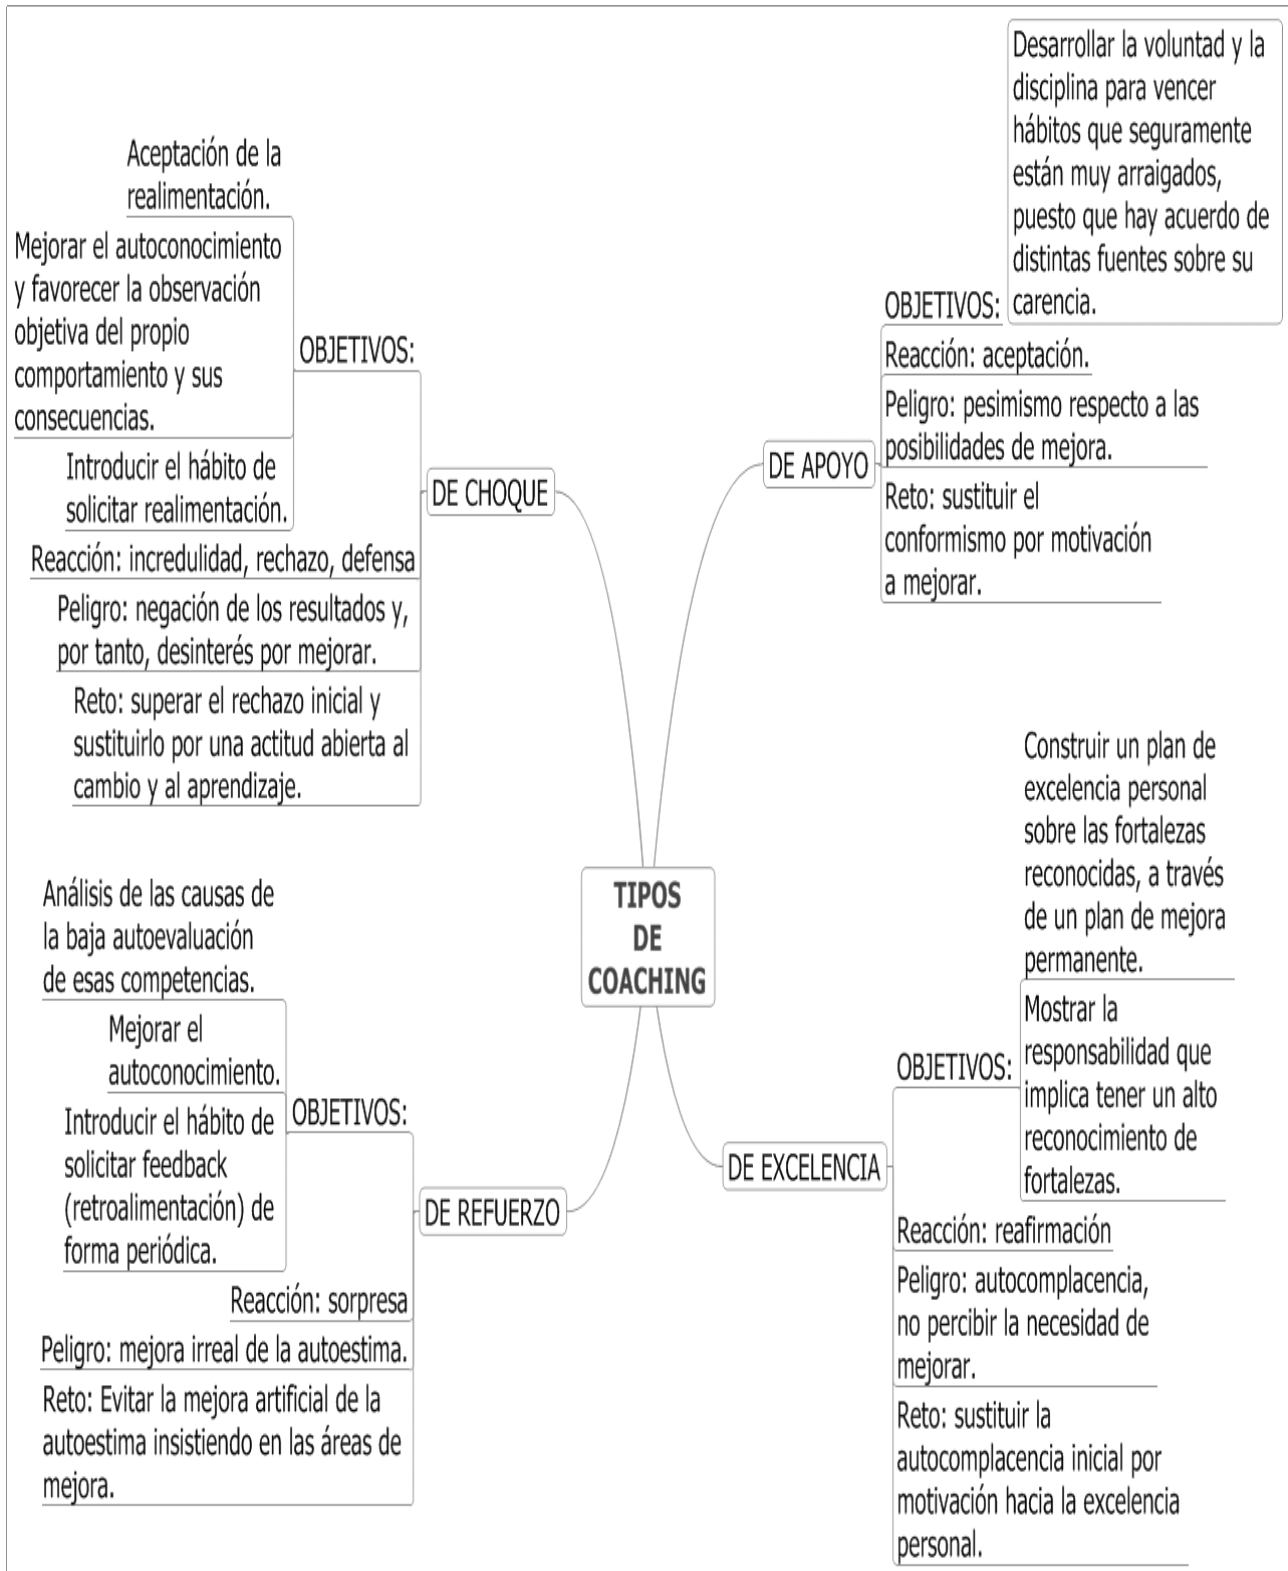 TIPOS
DE
COACHING
DE CHOQUE
OBJETIVOS:
Aceptación de la
realimentación.
Mejorar el autoconocimiento
y favorecer la observación
objetiva del propio
comportamiento y sus
consecuencias.
Introducir el hábito de
solicitar realimentación.
Reacción: incredulidad, rechazo, defensa
Peligro: negación de los resultados y,
por tanto, desinterés por mejorar.
Reto: superar el rechazo inicial y
sustituirlo por una actitud abierta al
cambio y al aprendizaje.
DE APOYO
OBJETIVOS:
Desarrollar la voluntad y la
disciplina para vencer
hábitos que seguramente
están muy arraigados,
puesto que hay acuerdo de
distintas fuentes sobre su
carencia.
Reacción: aceptación.
Peligro: pesimismo respecto a las
posibilidades de mejora.
Reto: sustituir el
conformismo por motivación
a mejorar.
DE REFUERZO
OBJETIVOS:
Análisis de las causas de
la baja autoevaluación
de esas competencias.
Mejorar el
autoconocimiento.
Introducir el hábito de
solicitar feedback
(retroalimentación) de
forma periódica.
Reacción: sorpresa
Peligro: mejora irreal de la autoestima.
Reto: Evitar la mejora artificial de la
autoestima insistiendo en las áreas de
mejora.
DE EXCELENCIA
OBJETIVOS:
Construir un plan de
excelencia personal
sobre las fortalezas
reconocidas, a través
de un plan de mejora
permanente.
Mostrar la
responsabilidad que
implica tener un alto
reconocimiento de
fortalezas.
Reacción: reafirmación
Peligro: autocomplacencia,
no percibir la necesidad de
mejorar.
Reto: sustituir la
autocomplacencia inicial por
motivación hacia la excelencia
personal.